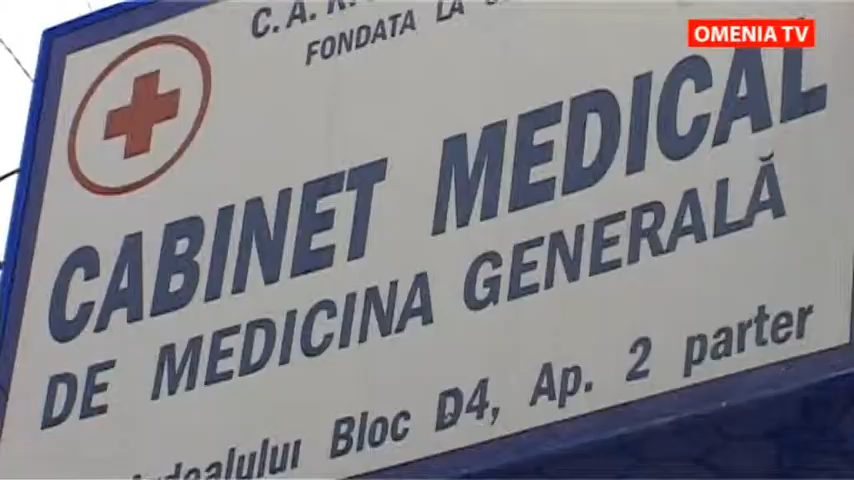 OMENIA TV
FONDATA LA
CABINET MEDICAL
DE MEDICINA GENERALĂ
Bloc D4, Ap. 2 parter